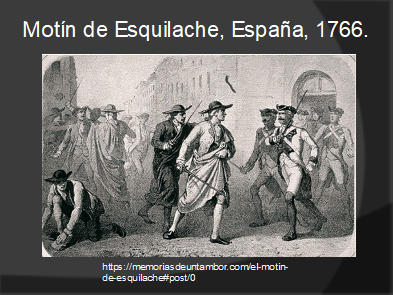 Motín de Esquilache, España, 1766.
https://memoriasdeuntambor.com/el-motin-
de-esquilache#post/0